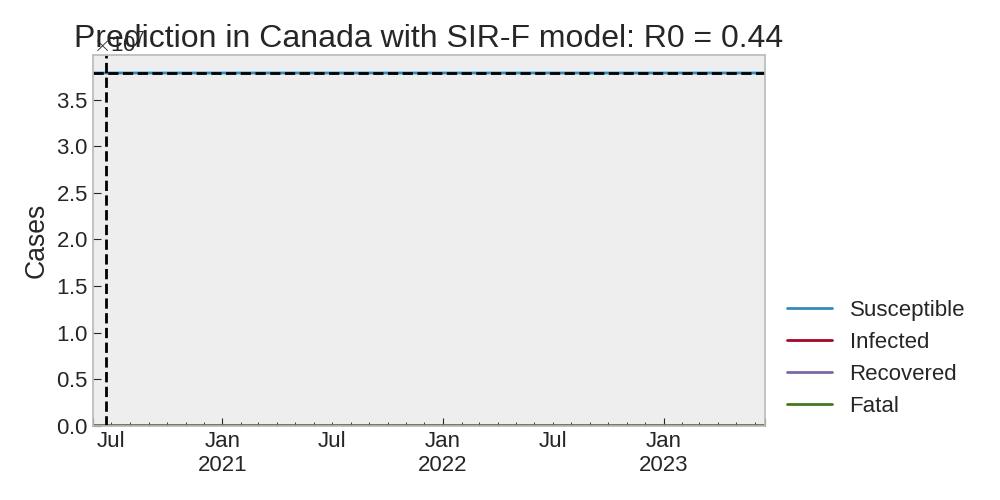 Prediction in Canada with SIR-F model: R0 = 0.44
×10⁷
3.5
3.0
2.5
2.0
1.5
1.0
0.5
0.0
Cases
Jul Jan Jul Jan Jul Jan
2021 2022 2023
Susceptible
Infected
Recovered
Fatal